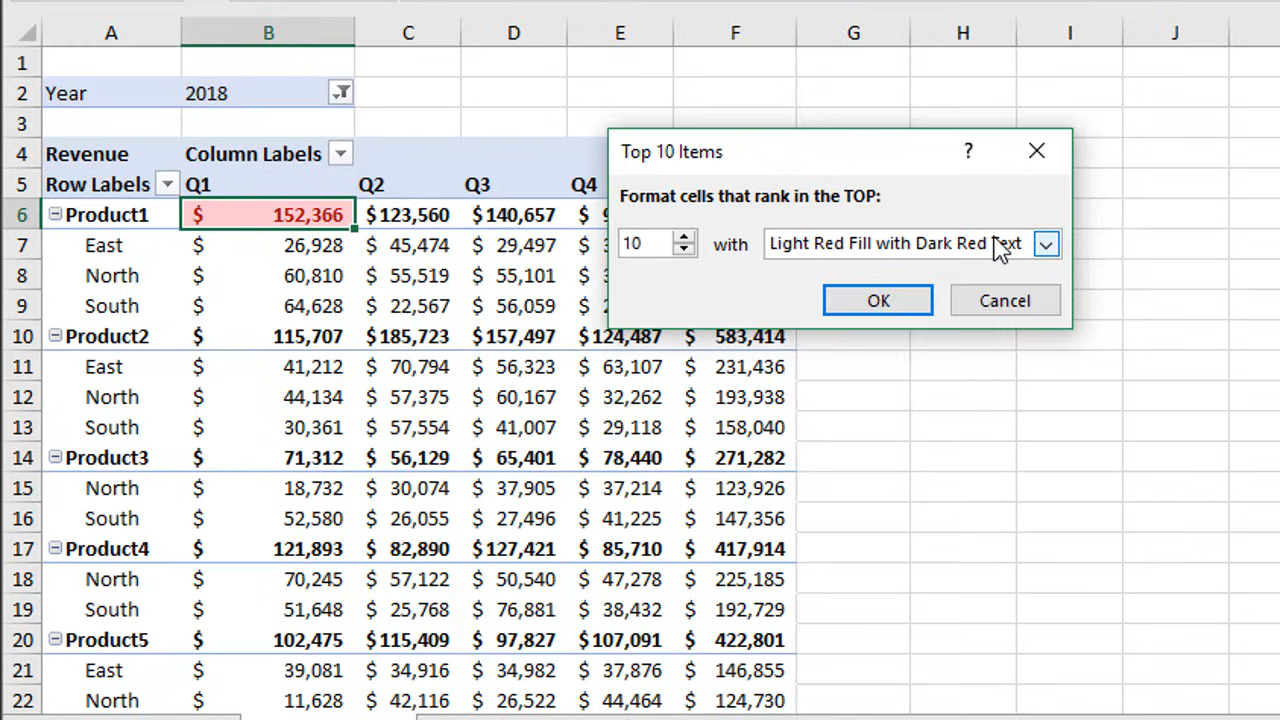 A B C D E F G H I J
1
2 Year 2018
3
4 Revenue Column Labels
5 Row Labels Q1 Q2 Q3 Q4
6 Product1 $ 152,366 $123,560 $140,657 $
7 East $ 26,928 $ 45,474 $ 29,497 $
8 North $ 60,810 $ 55,519 $ 55,101 $
9 South $ 64,628 $ 22,567 $ 56,059 $
10 Product2 $ 115,707 $185,723 $157,497 $124,487 $ 583,414
11 East $ 41,212 $ 70,794 $ 56,323 $ 63,107 $ 231,436
12 North $ 44,134 $ 57,375 $ 60,167 $ 32,262 $ 193,938
13 South $ 30,361 $ 57,554 $ 41,007 $ 29,118 $ 158,040
14 Product3 $ 71,312 $ 56,129 $ 65,401 $ 78,440 $ 271,282
15 North $ 18,732 $ 30,074 $ 37,905 $ 37,214 $ 123,926
16 South $ 52,580 $ 26,055 $ 27,496 $ 41,225 $ 147,356
17 Product4 $ 121,893 $ 82,890 $127,421 $ 85,710 $ 417,914
18 North $ 70,245 $ 57,122 $ 50,540 $ 47,278 $ 225,185
19 South $ 51,648 $ 25,768 $ 76,881 $ 38,432 $ 192,729
20 Product5 $ 102,475 $115,409 $ 97,827 $107,091 $ 422,801
21 East $ 39,081 $ 34,916 $ 34,982 $ 37,876 $ 146,855
22 North $ 11,628 $ 42,116 $ 26,522 $ 44,464 $ 124,730
Top 10 Items ?
Format cells that rank in the TOP:
10 with Light Red Fill with Dark Red Text
OK Cancel